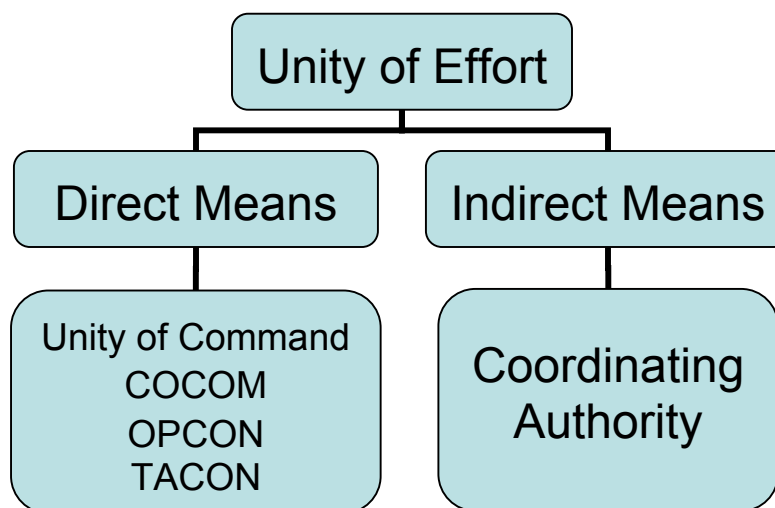 Unity of Effort
Direct Means
Indirect Means
Unity of Command
COCOM
OPCON
TACON
Coordinating
Authority